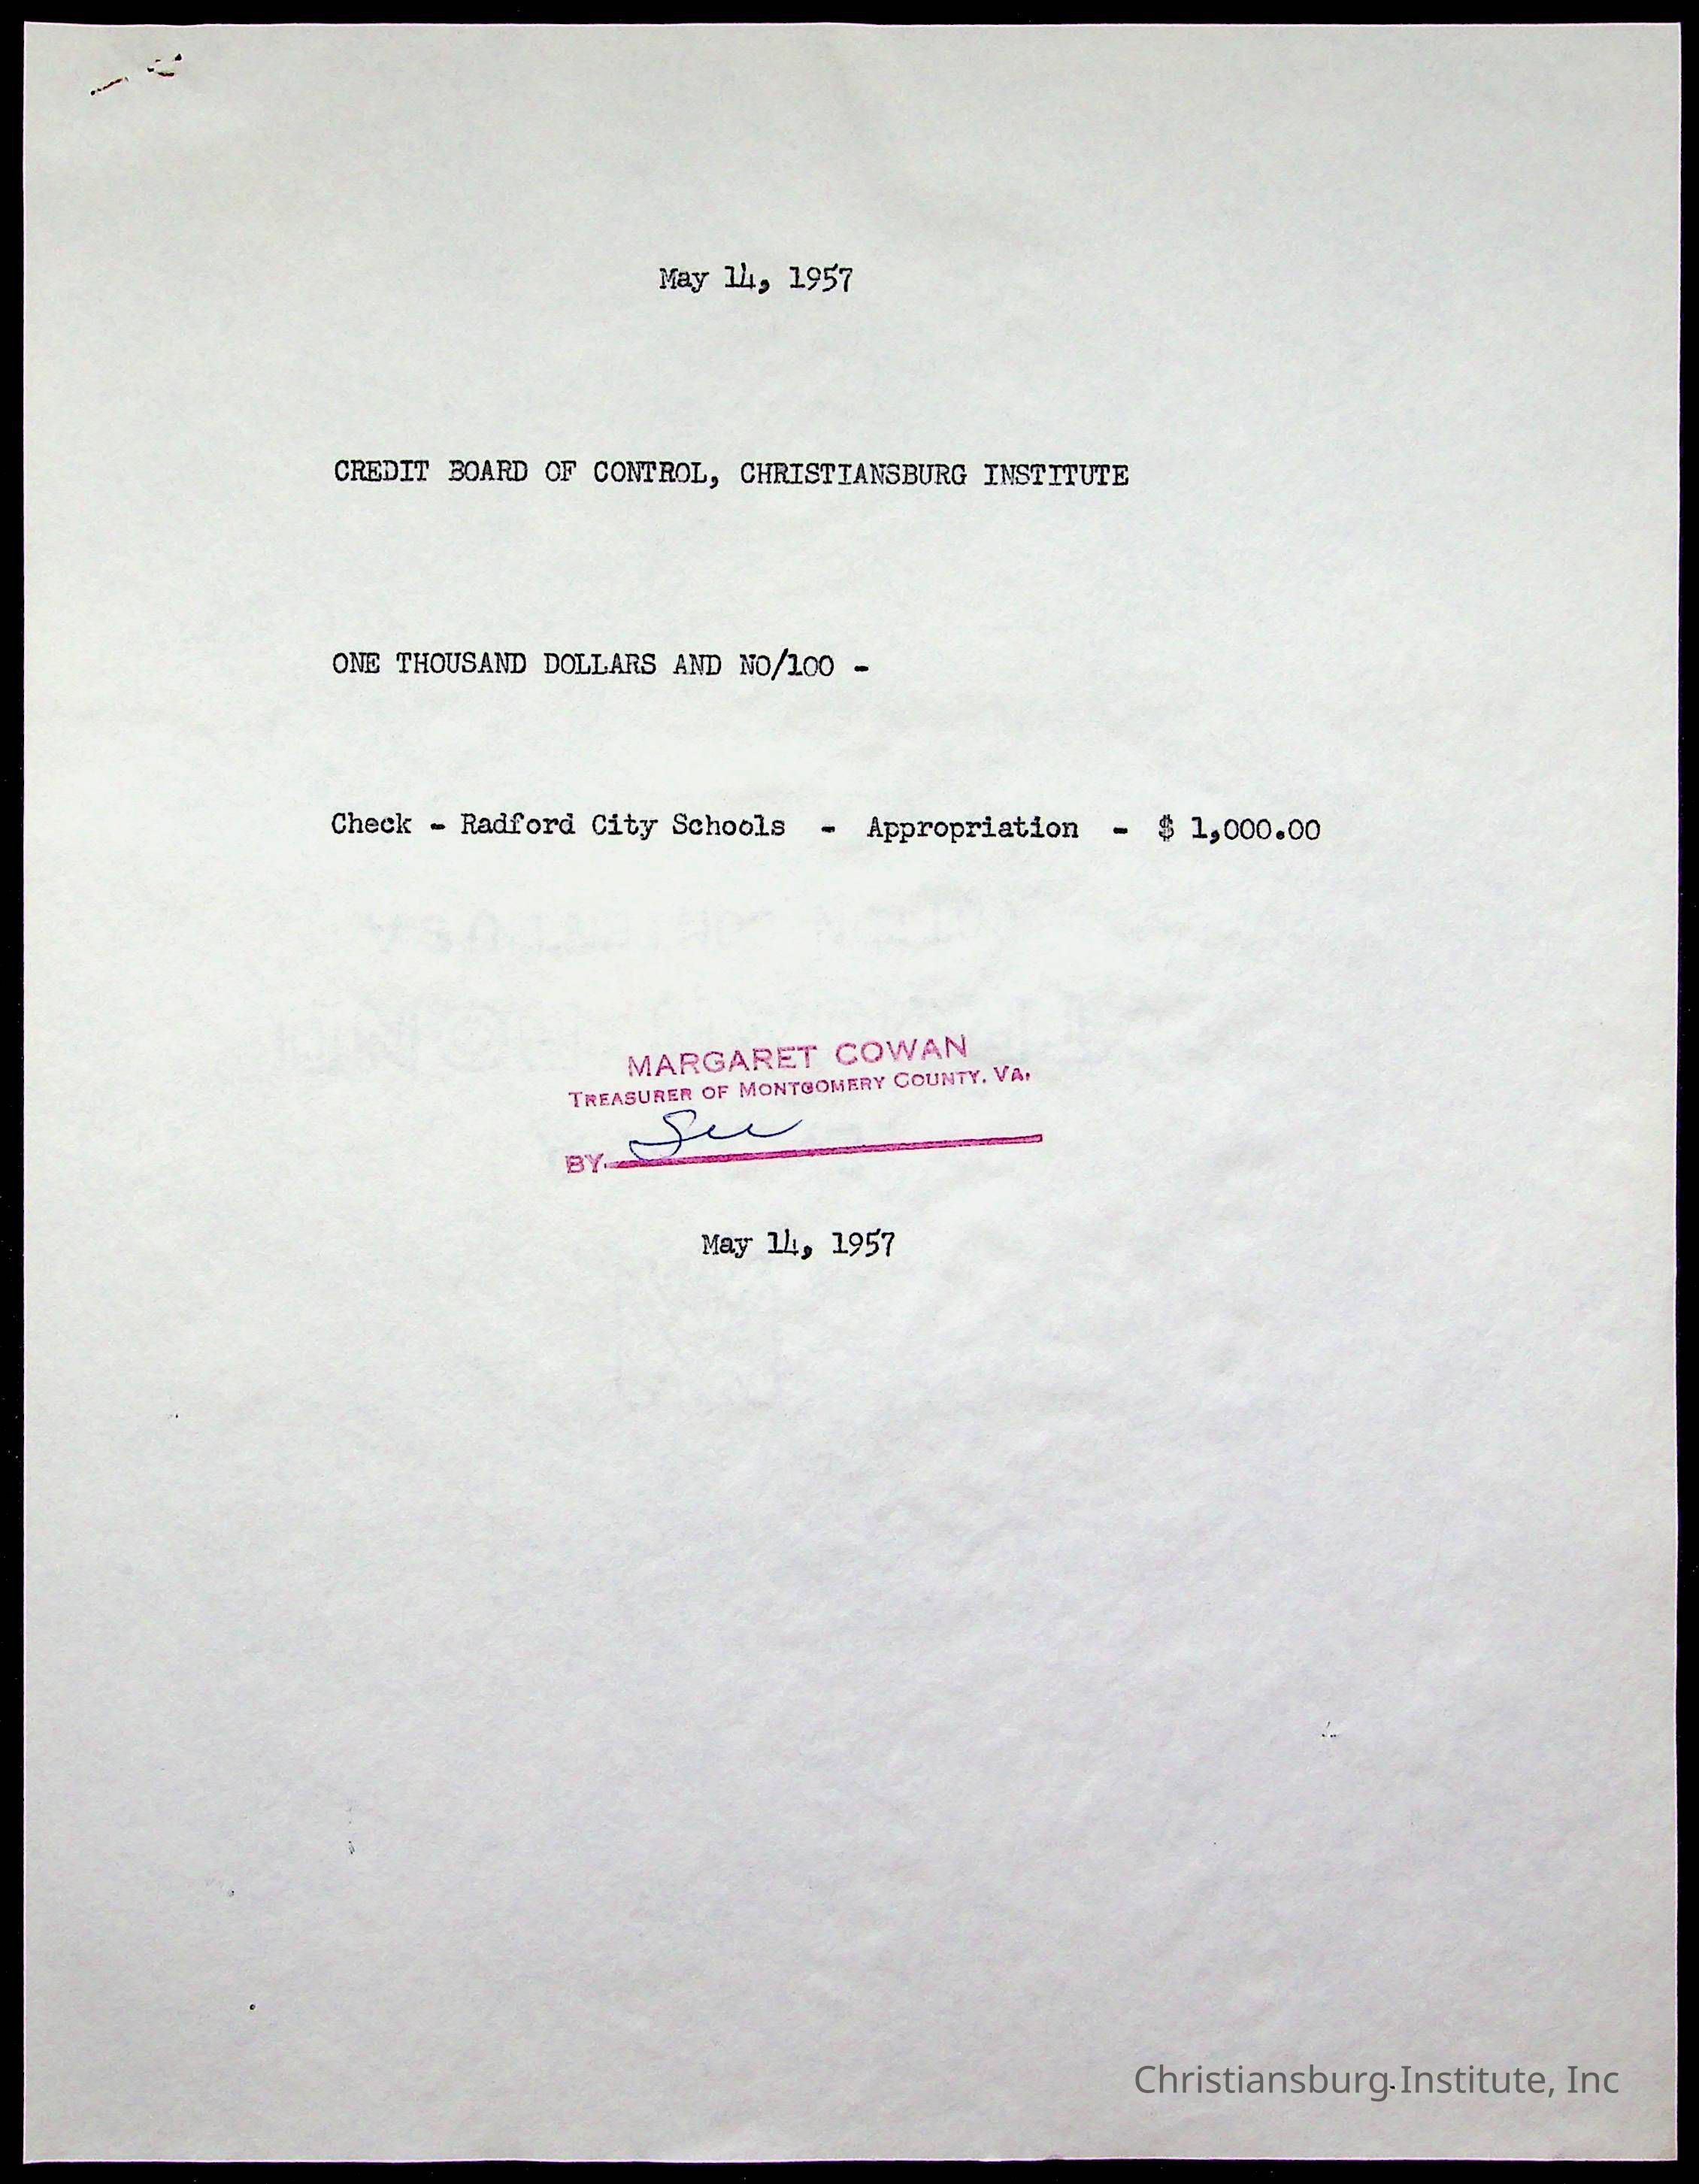 May 14, 1957
CREDIT BOARD OF CONTROL, CHRISTIANSBURG INSTITUTE
ONE THOUSAND DOLLARS AND NO/100 -
Check - Radford City Schools - Appropriation - $ 1,000.00
MARGARET COWAN
TREASURER OF MONTGOMERY COUNTY, VA.
BY
May 14, 1957
Christiansburg Institute, Inc